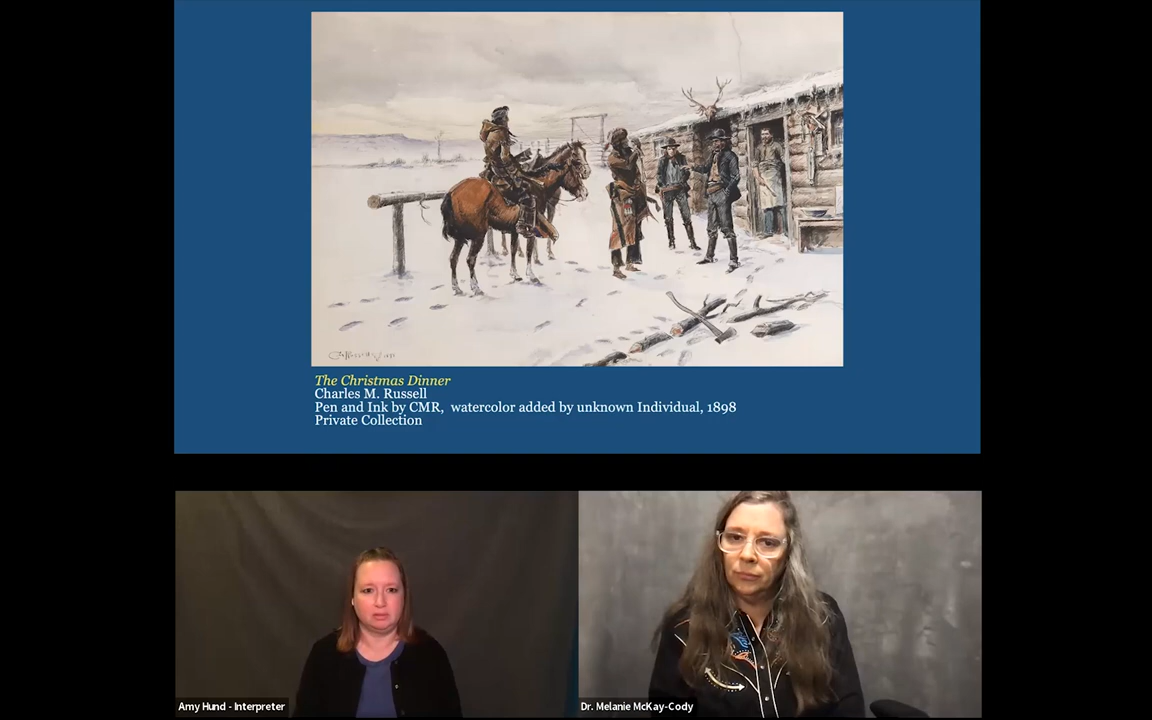 The Christmas Dinner
Charles M. Russell
Pen and Ink by CMR,  watercolor added by unknown Individual, 1898
Private Collection
Amy Hund - Interpreter
Dr. Melanie McKay-Cody